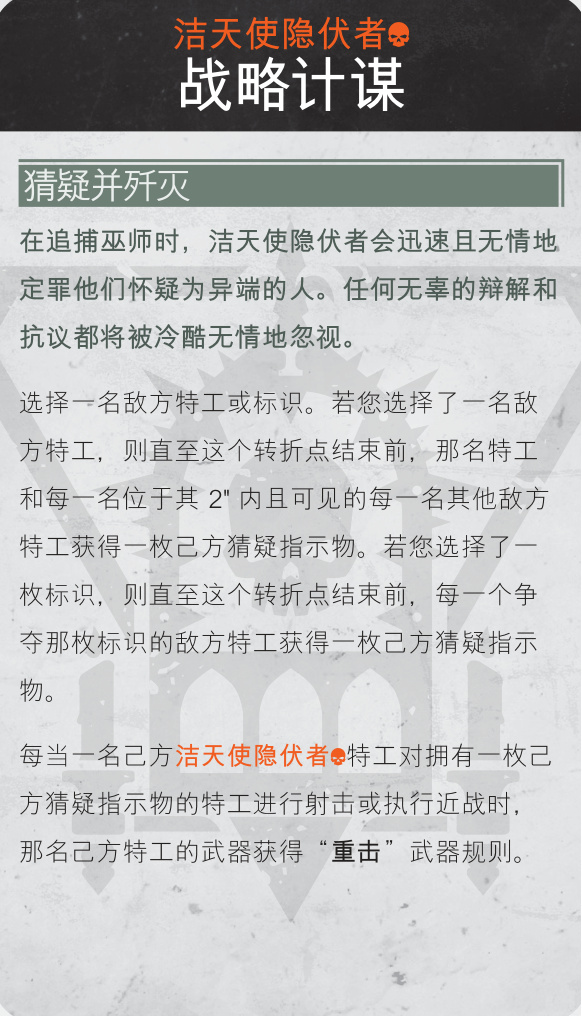 洁天使隐伏者
战略计谋
猜疑并歼灭
在追捕巫师时，洁天使隐伏者会迅速且无情地
定罪他们怀疑为异端的人。任何无辜的辩解和
抗议都将被冷酷无情地忽视。
选择一名敌方特工或标识。若您选择了一名敌
方特工，则直至这个转折点结束前，那名特工
和每一名位于其 2" 内且可见的每一名其他敌方
特工获得一枚己方猜疑指示物。若您选择了一
枚标识，则直至这个转折点结束前，每一个争
夺那枚标识的敌方特工获得一枚己方猜疑指示
物。
每当一名己方洁天使隐伏者特工对拥有一枚己
方猜疑指示物的特工进行射击或执行近战时，
那名己方特工的武器获得“重击”武器规则。